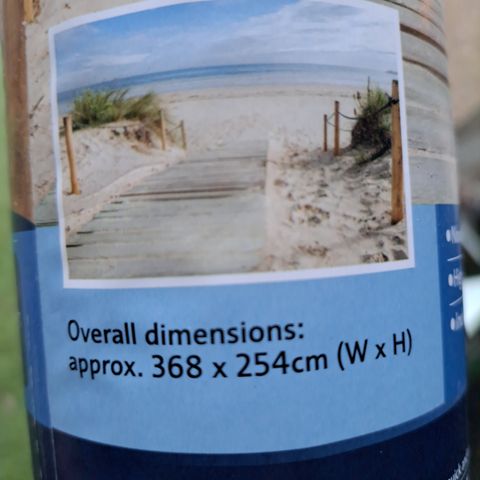 Overall dimensions:
approx. 368 x 254cm (W x H)